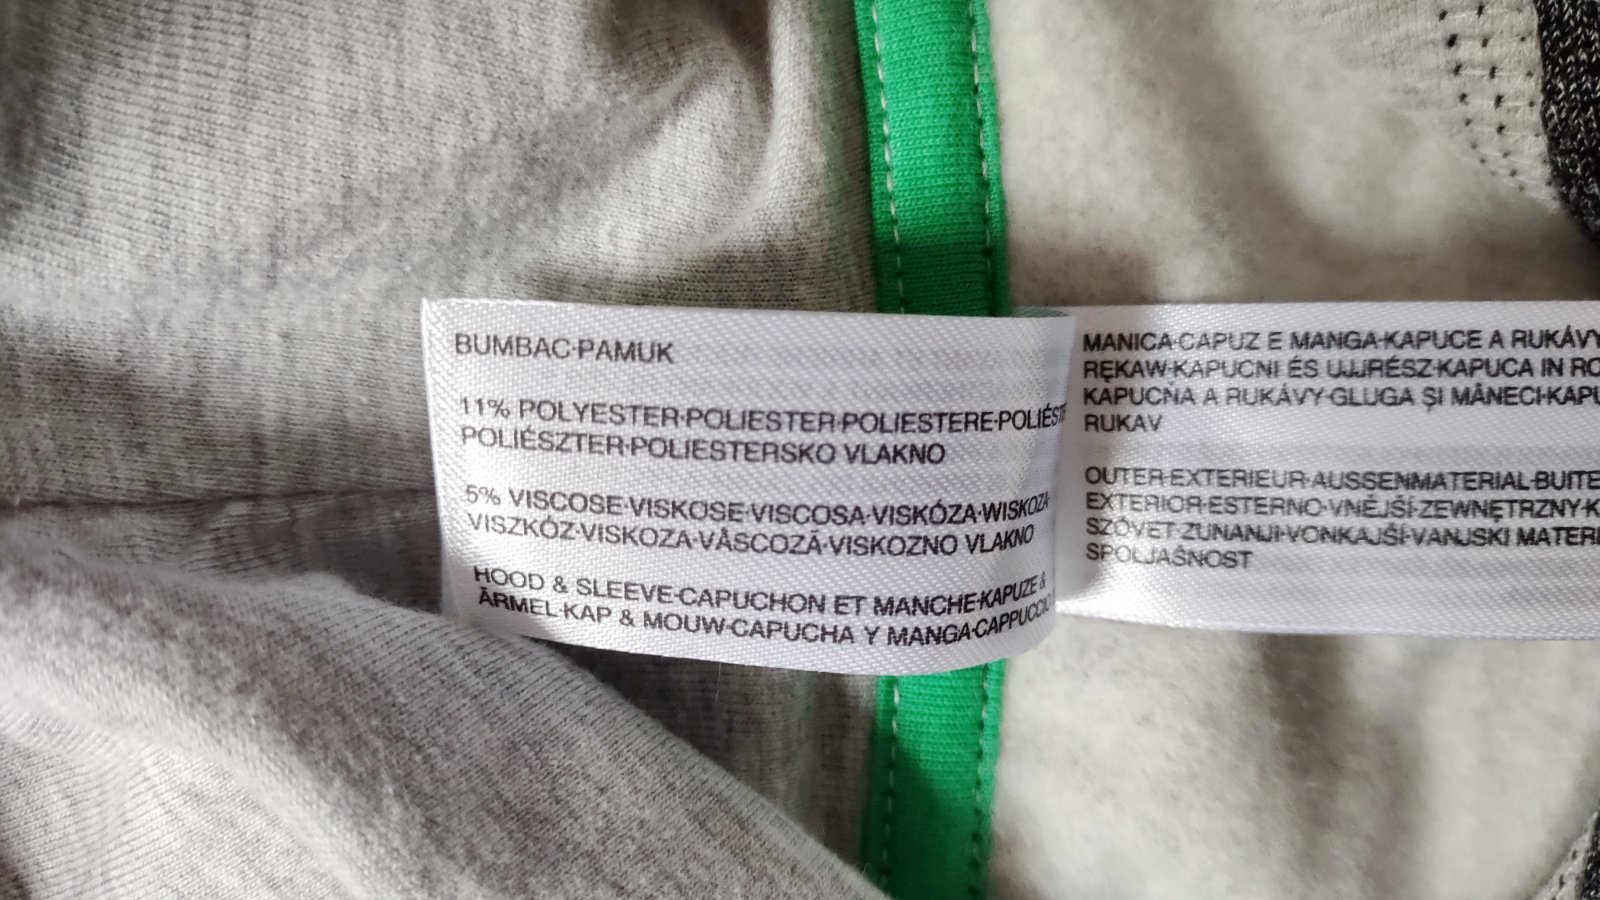 BUMBAC·PAMUK
11% POLYESTER·POLIESTER·POLIESTERE·POLIÉST
POLIÉSZTER·POLIESTERSKO VLAKNO
5% VISCOSE·VISKOSE·VISCOSA·VISKÓZA·WISKOZA
VISZKÓZ·VISKOZA·VÂSCOZĂ·VISKOZNO VLAKNO
HOOD & SLEEVE·CAPUCHON ET MANCHE·KAPUZE &
ÄRMEL·KAP & MOUW·CAPUCHA Y MANGA·CAPPUCCIO
MANICA·CAPUZ E MANGA·KAPUCE A RUKÁVY
RĘKAW·KAPUCNI ÉS UJJRÉSZ·KAPUCA IN RO
KAPUCŇA A RUKÁVY·GLUGA ȘI MÂNECI·KAPU
RUKAV
OUTER·EXTERIEUR·AUSSENMATERIAL·BUITE
EXTERIOR·ESTERNO·VNĚJŠÍ·ZEWNĘTRZNY·K
SZÖVET·ZUNANJI·VONKAJŠÍ·VANJSKI MATERI
SPOLJAŠNOST